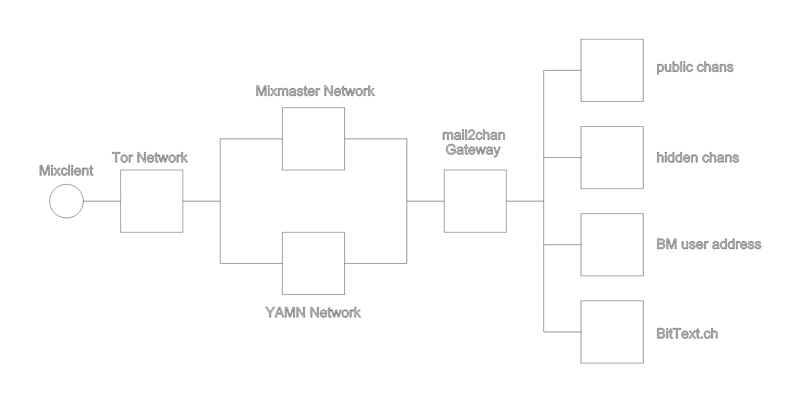 Mixclient
Tor Network
Mixmaster Network
YAMN Network
mail2chan
Gateway
public chans
hidden chans
BM user address
BitText.ch